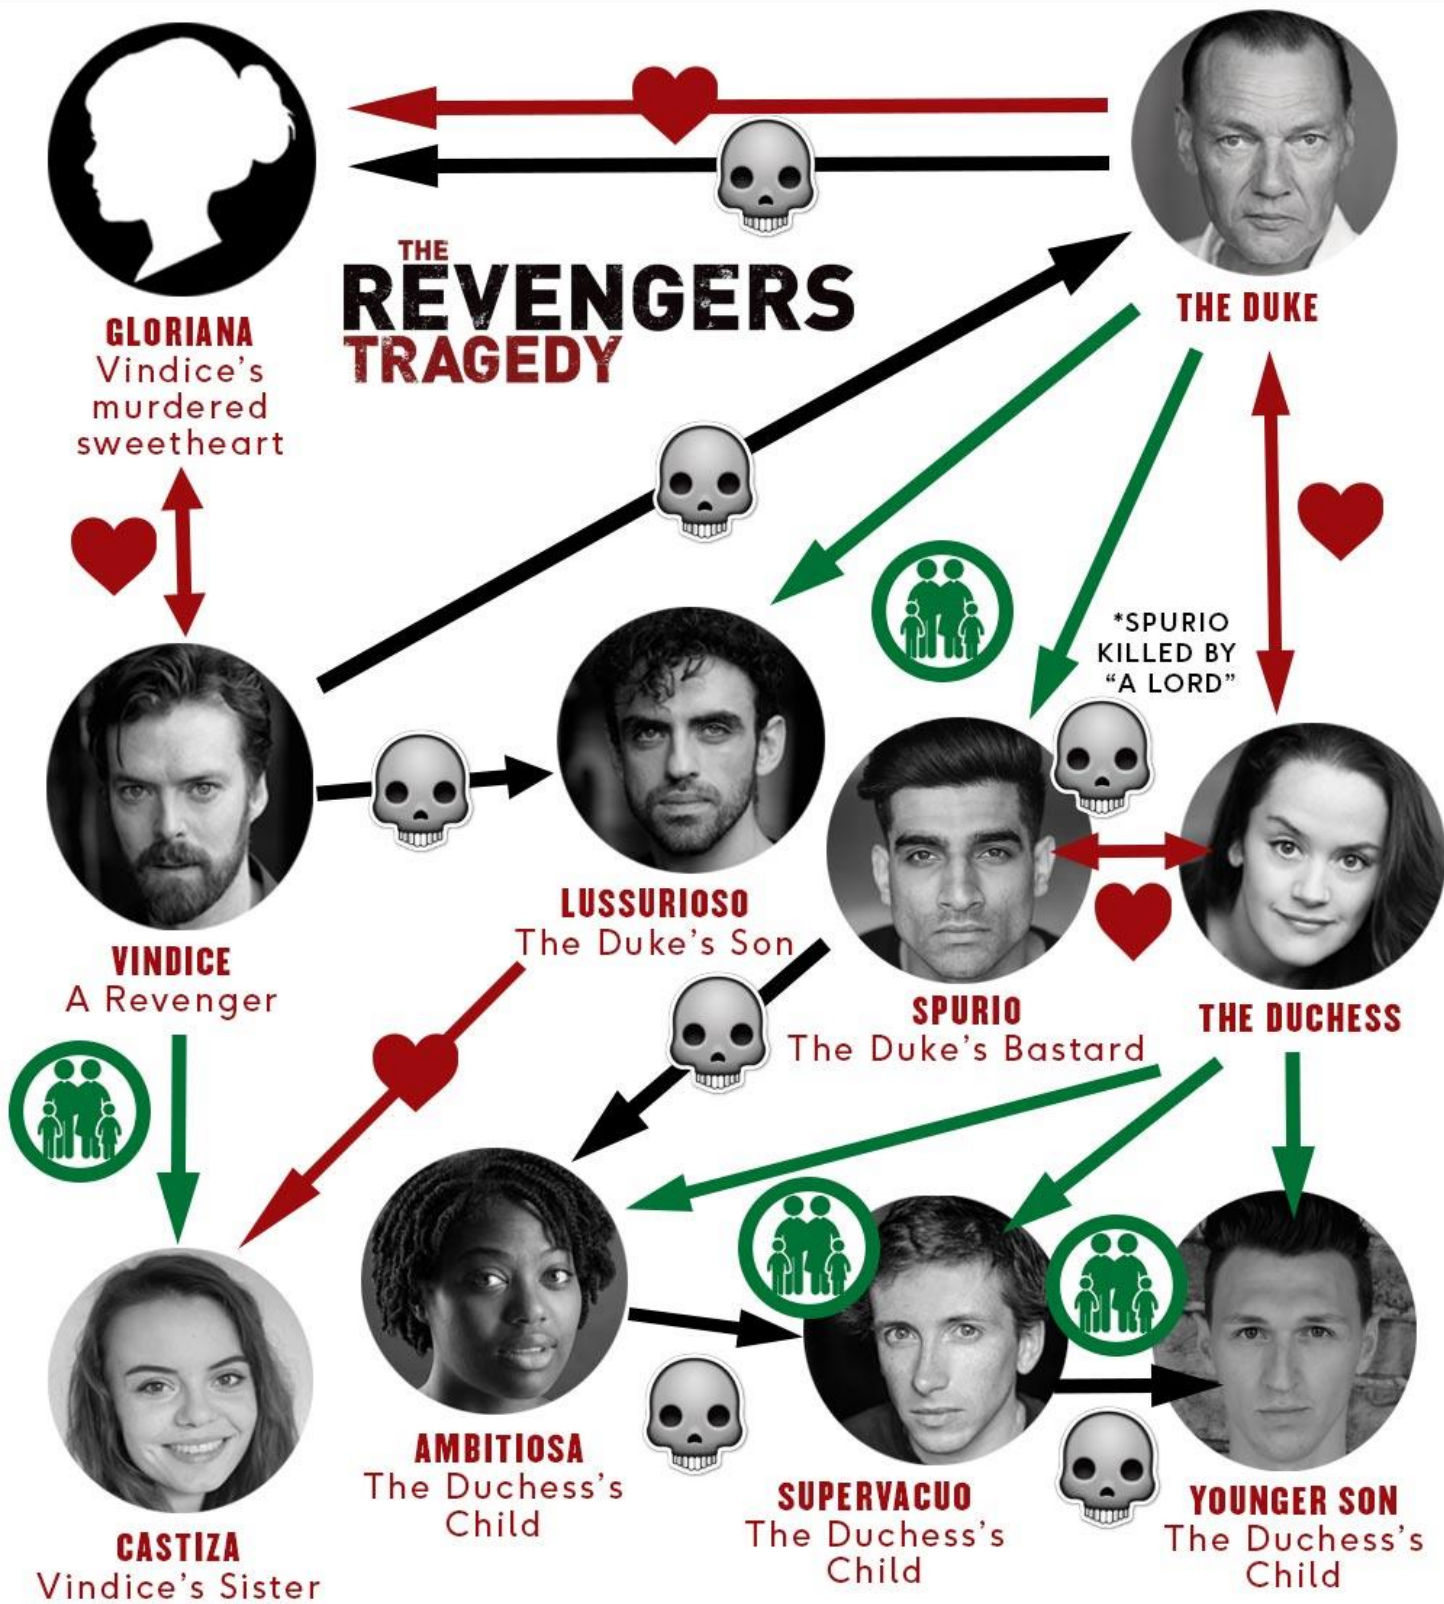 THE
REVENGERS
TRAGEDY
THE DUKE
GLORIANA
Vindice's
murdered
sweetheart
*SPURIO
KILLED BY
“A LORD”
LUSSURIOSO
The Duke's Son
VINDICE
A Revenger
SPURIO
The Duke's Bastard
THE DUCHESS
AMBITIOSA
The Duchess's
Child
SUPERVACUO
The Duchess's
Child
YOUNGER SON
The Duchess's
Child
CASTIZA
Vindice's Sister